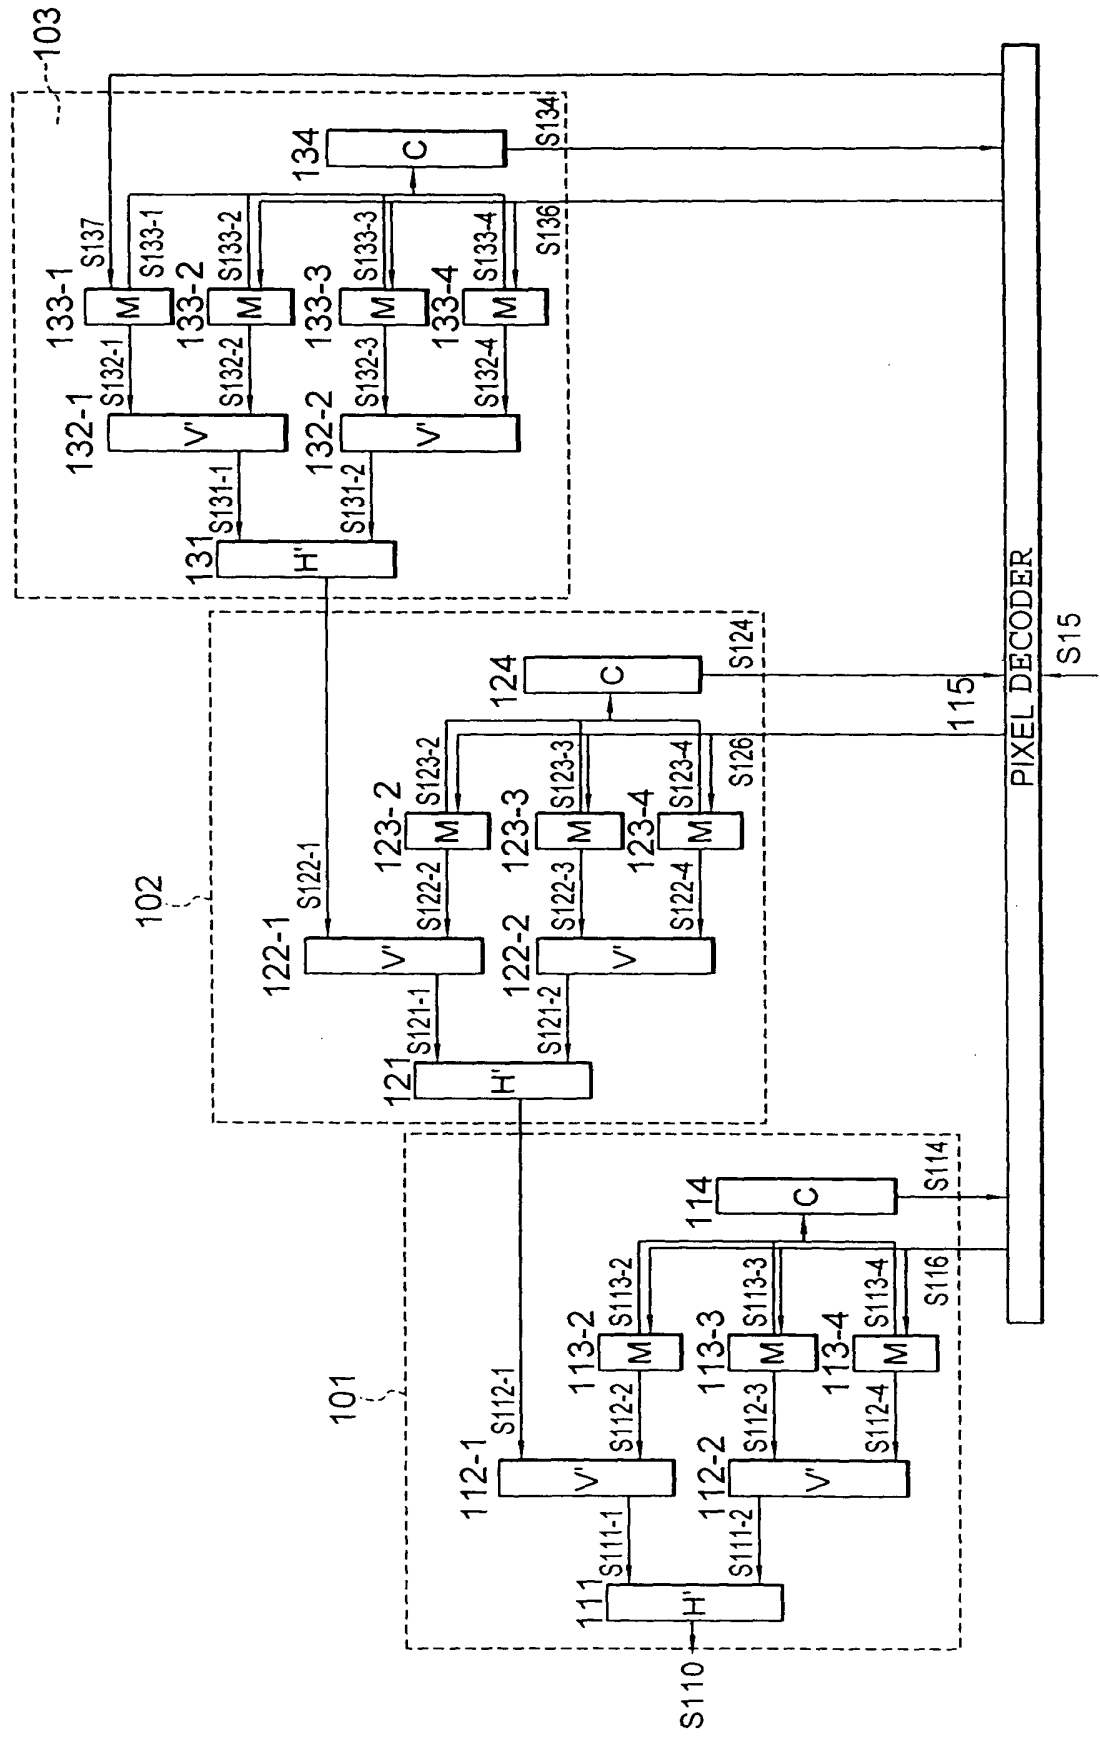 103
S137
133-1
S133-1
S132-1
132-1
V'
M
133-2
S133-2
S132-2
M
134
C
S134
S131-1
131
H'
133-3
S133-3
S132-3
132-2
V'
M
133-4
S133-4
S132-4
M
S136
S131-2
102
S122-1
122-1
V'
123-2
S123-2
S122-2
M
124
C
S124
S121-1
121
H'
123-3
S123-3
S122-3
122-2
V'
M
123-4
S123-4
S122-4
M
S126
S121-2
101
S112-1
112-1
V'
113-2
S113-2
S112-2
M
114
C
S114
S111-1
111
H'
113-3
S113-3
S112-3
112-2
V'
M
113-4
S113-4
S112-4
M
S116
S111-2
S110
115
PIXEL DECODER
S15